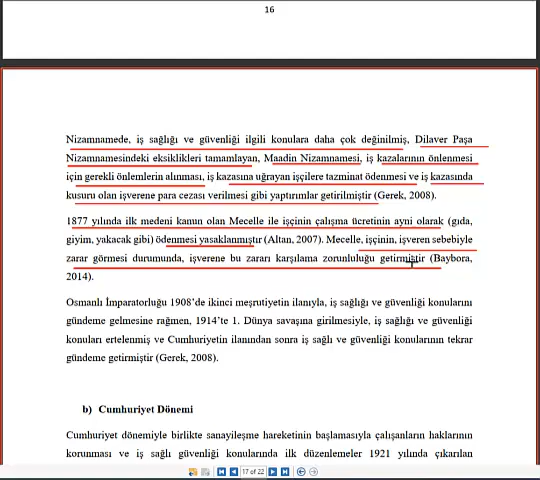 16
Nizamnamede, iş sağlığı ve güvenliği ilgili konulara daha çok değinilmiş, Dilaver Paşa
Nizamnamesindeki eksiklikleri tamamlayan, Maadin Nizamnamesi, iş kazalarının önlenmesi
için gerekli önlemlerin alınması, iş kazasına uğrayan işçilere tazminat ödenmesi ve iş kazasında
kusuru olan işverene para cezası verilmesi gibi yaptırımlar getirilmiştir (Gerek, 2008).
1877 yılında ilk medeni kanun olan Mecelle ile işçinin çalışma ücretinin ayni olarak (gıda,
giyim, yakacak gibi) ödenmesi yasaklanmıştır (Altan, 2007). Mecelle, işçinin, işveren sebebiyle
zarar görmesi durumunda, işverene bu zararı karşılama zorunluluğu getirmiştir (Baybora,
2014).
Osmanlı İmparatorluğu 1908’de ikinci meşrutiyetin ilanıyla, iş sağlığı ve güvenliği konularını
gündeme gelmesine rağmen, 1914’te 1. Dünya savaşına girilmesiyle, iş sağlığı ve güvenliği
konuları ertelenmiş ve Cumhuriyetin ilanından sonra iş sağlı ve güvenliği konularının tekrar
gündeme getirmiştir (Gerek, 2008).
b) Cumhuriyet Dönemi
Cumhuriyet dönemiyle birlikte sanayileşme hareketinin başlamasıyla çalışanların haklarının
korunması ve iş sağlı güvenliği konularında ilk düzenlemeler 1921 yılında çıkarılan
17 of 22